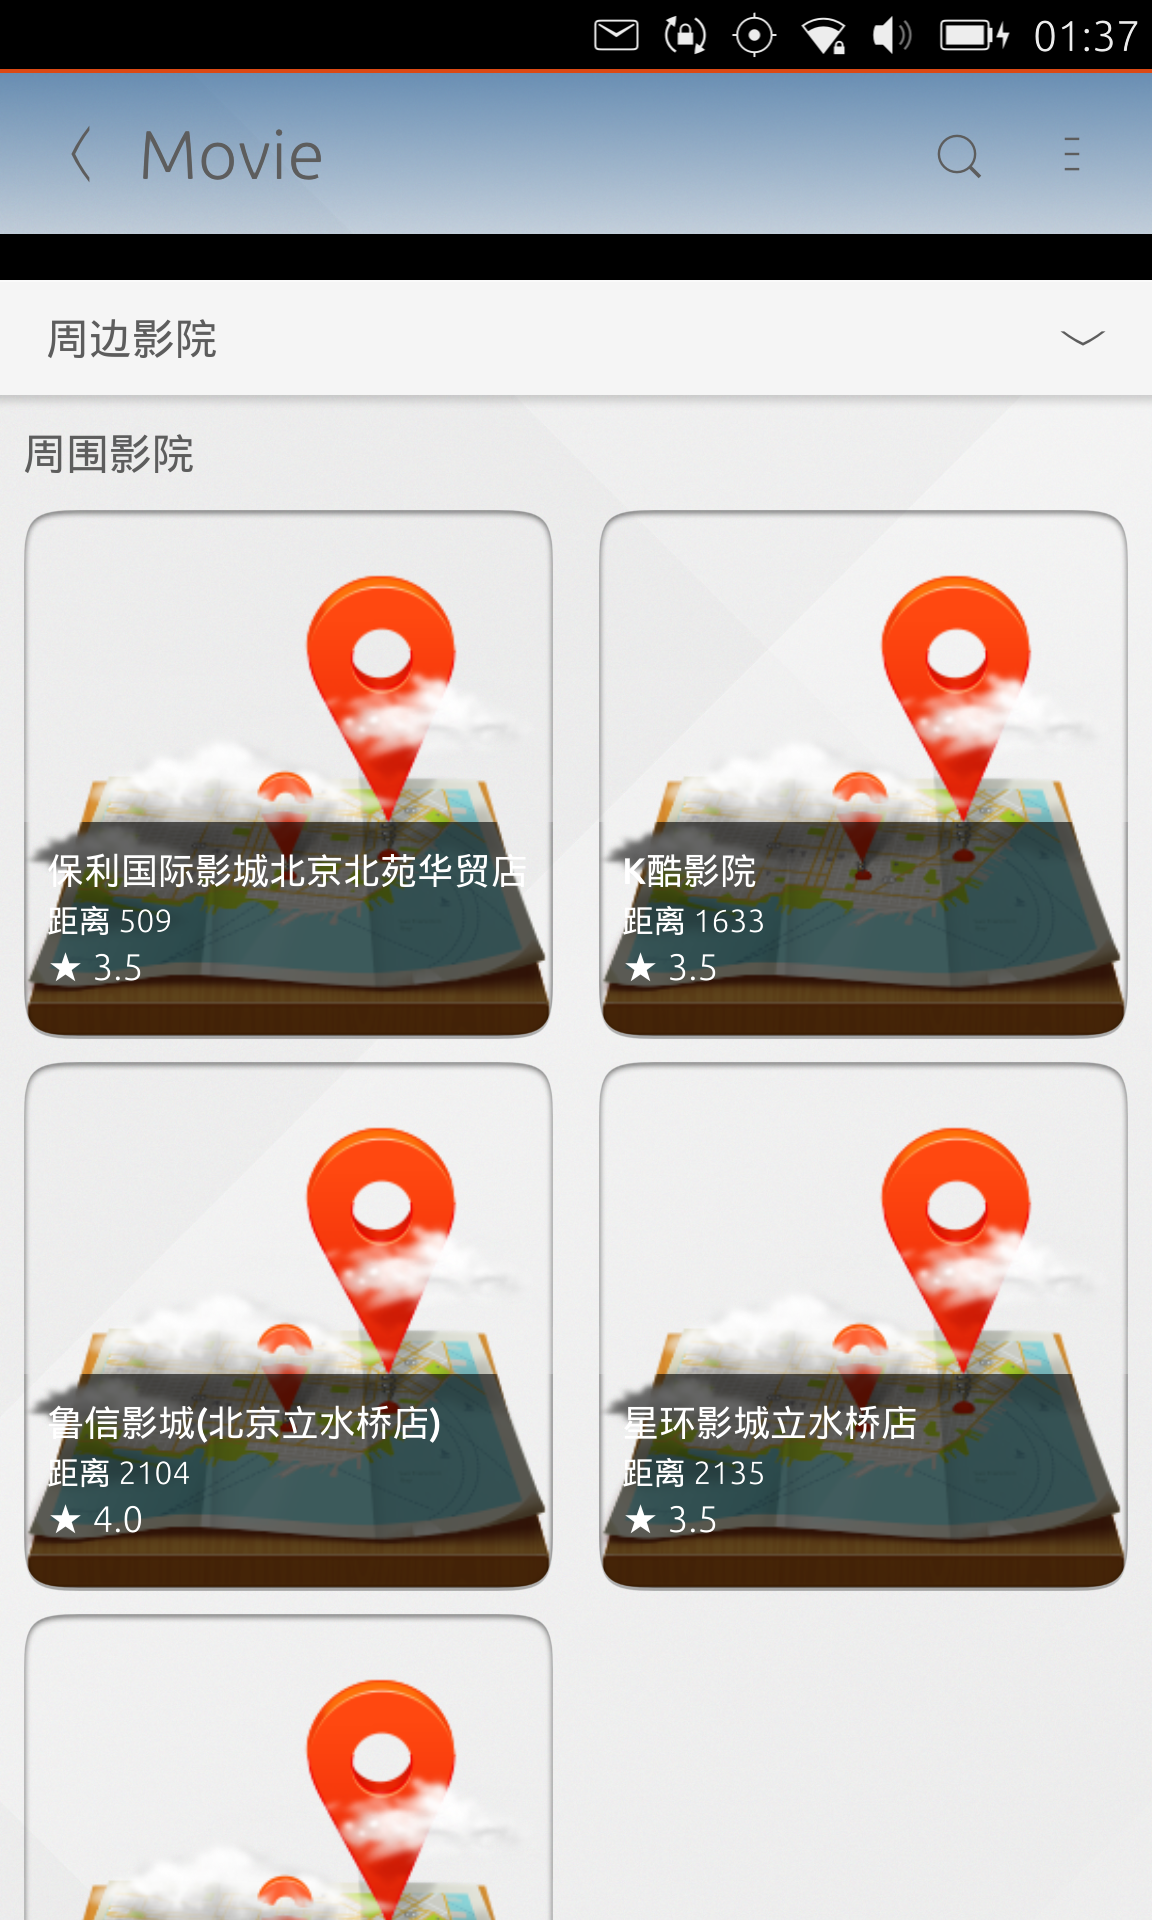 01:37
Movie
周边影院
周围影院
保利国际影城北京北苑华贸店
距离 509
★ 3.5
K酷影院
距离 1633
★ 3.5
鲁信影城(北京立水桥店)
距离 2104
★ 4.0
星环影城立水桥店
距离 2135
★ 3.5